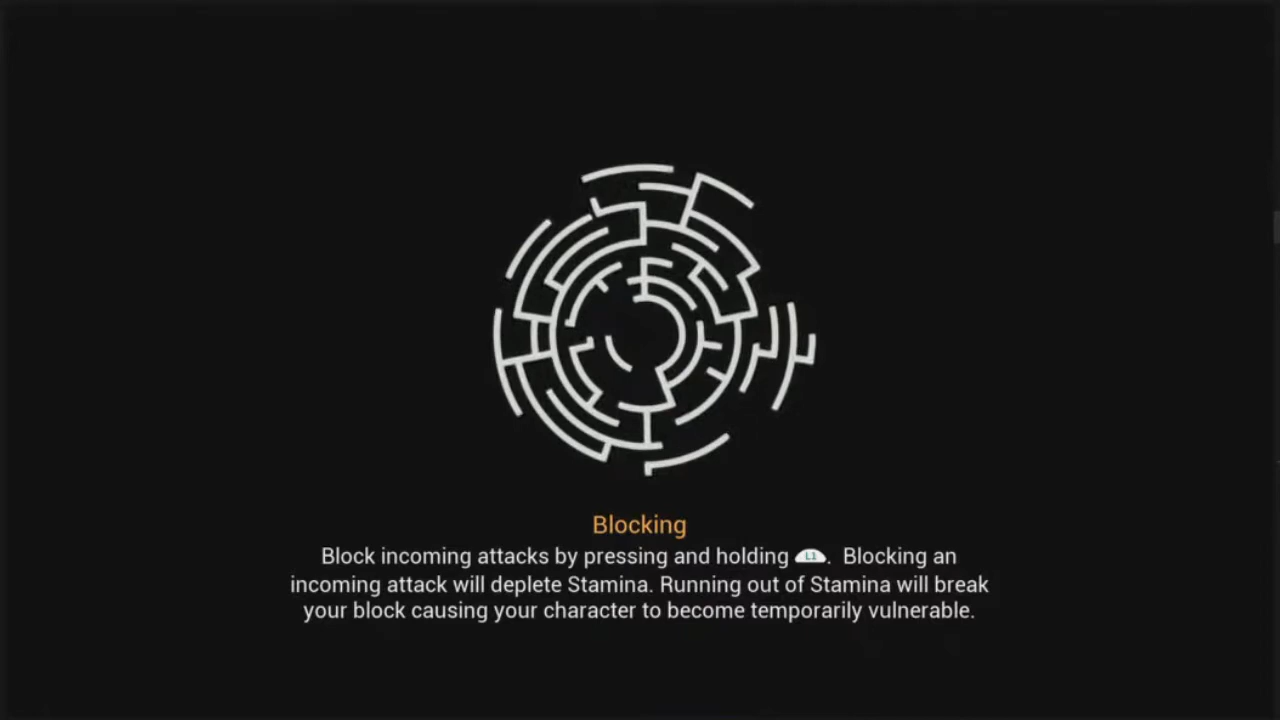 Blocking
Block incoming attacks by pressing and holding L1. Blocking an
incoming attack will deplete Stamina. Running out of Stamina will break
your block causing your character to become temporarily vulnerable.